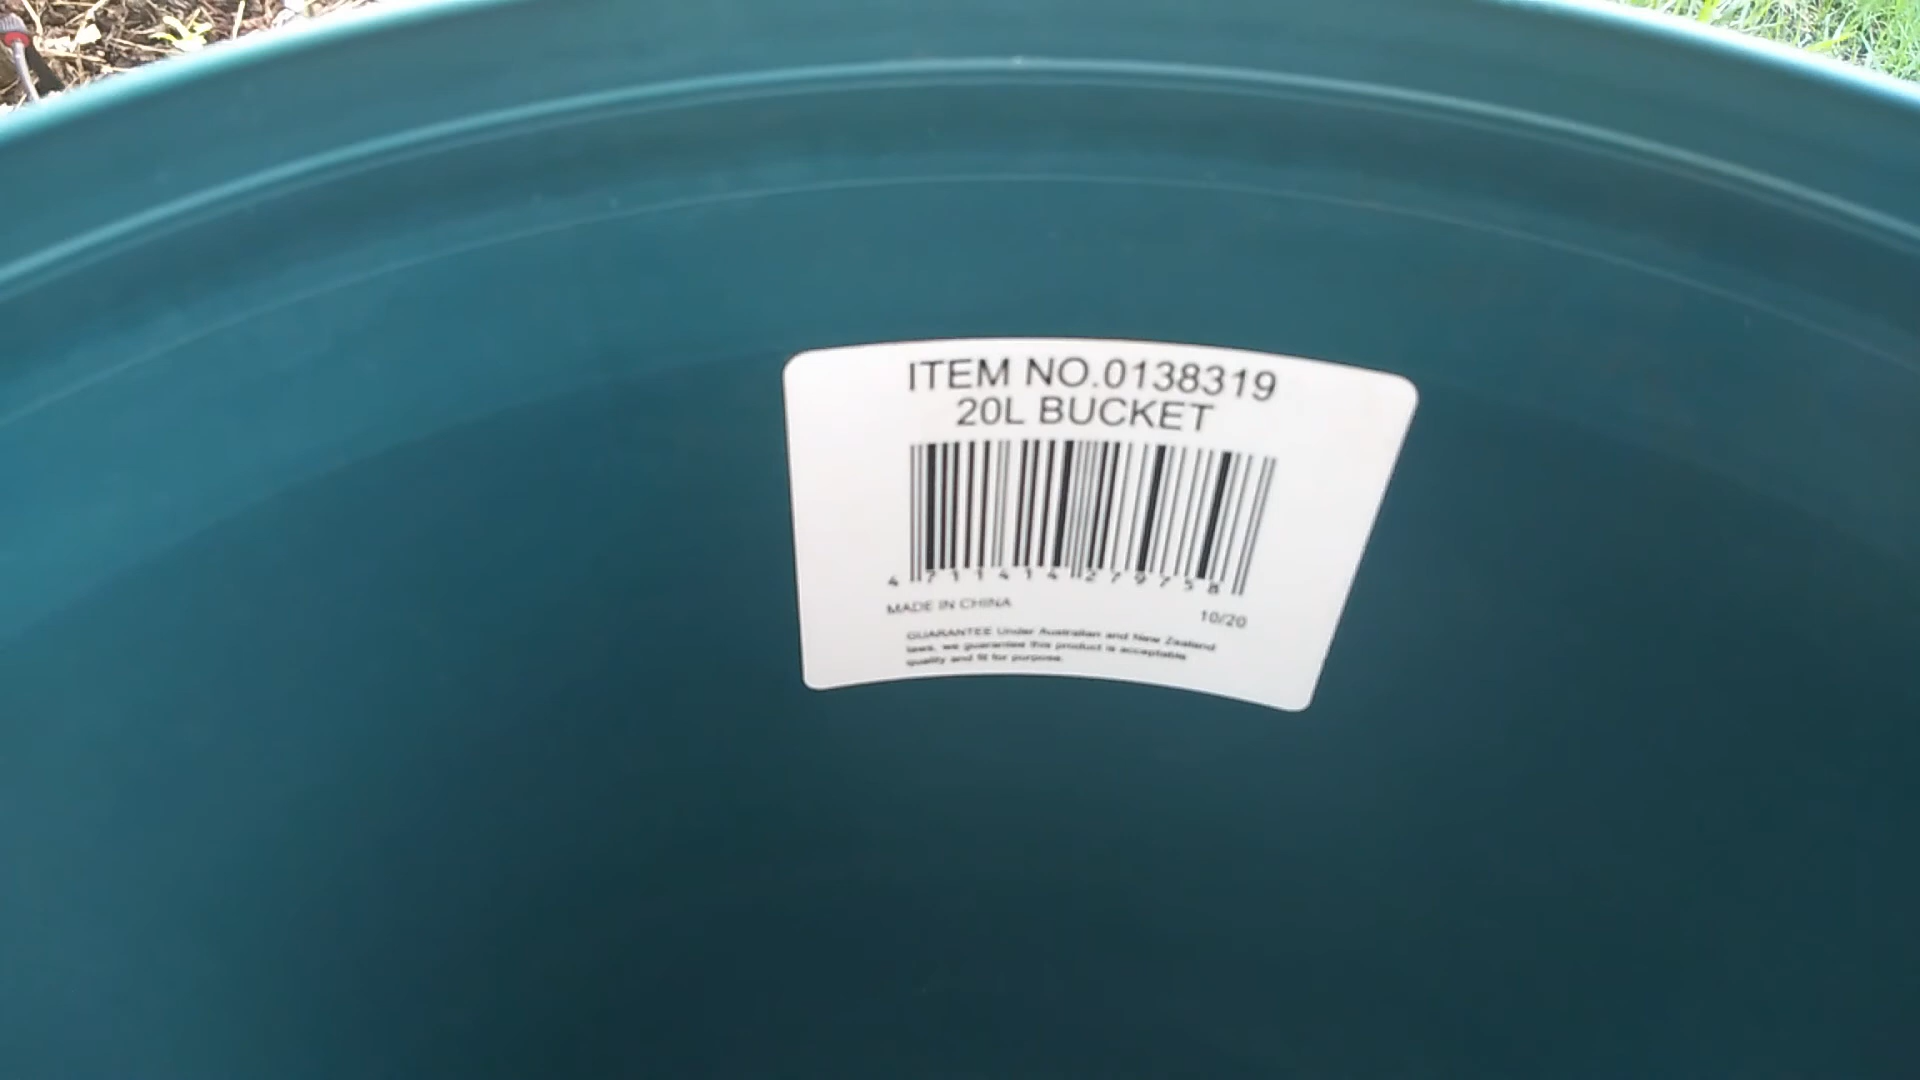 ITEM NO.0138319
20L BUCKET
4 711414 279758
MADE IN CHINA
10/20
GUARANTEE Under Australian and New Zealand
laws, we guarantee this product is acceptable
quality and fit for purpose.